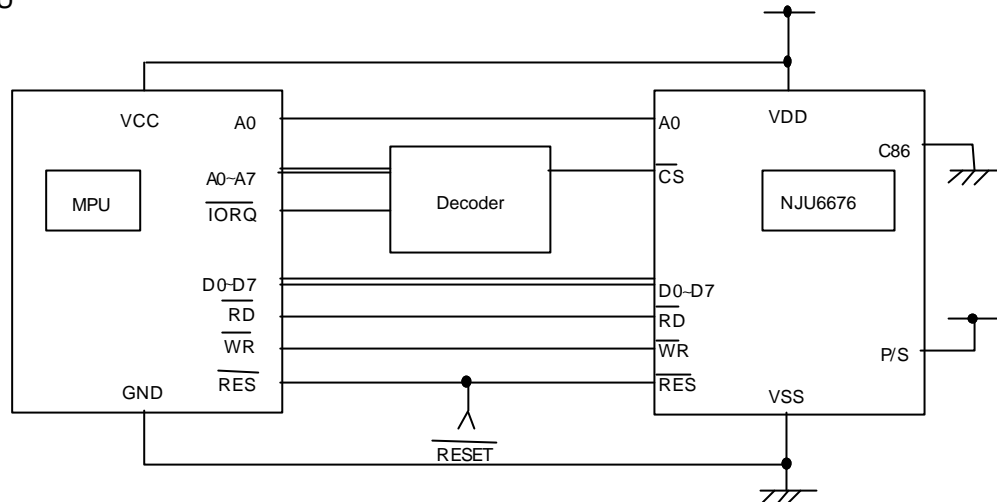 VCC
A0
A0~A7
MPU
IORQ
D0~D7
RD
WR
RES
GND
Decoder
RESET
A0
VDD
C86
CS
NJU6676
D0~D7
RD
P/S
WR
RES
VSS